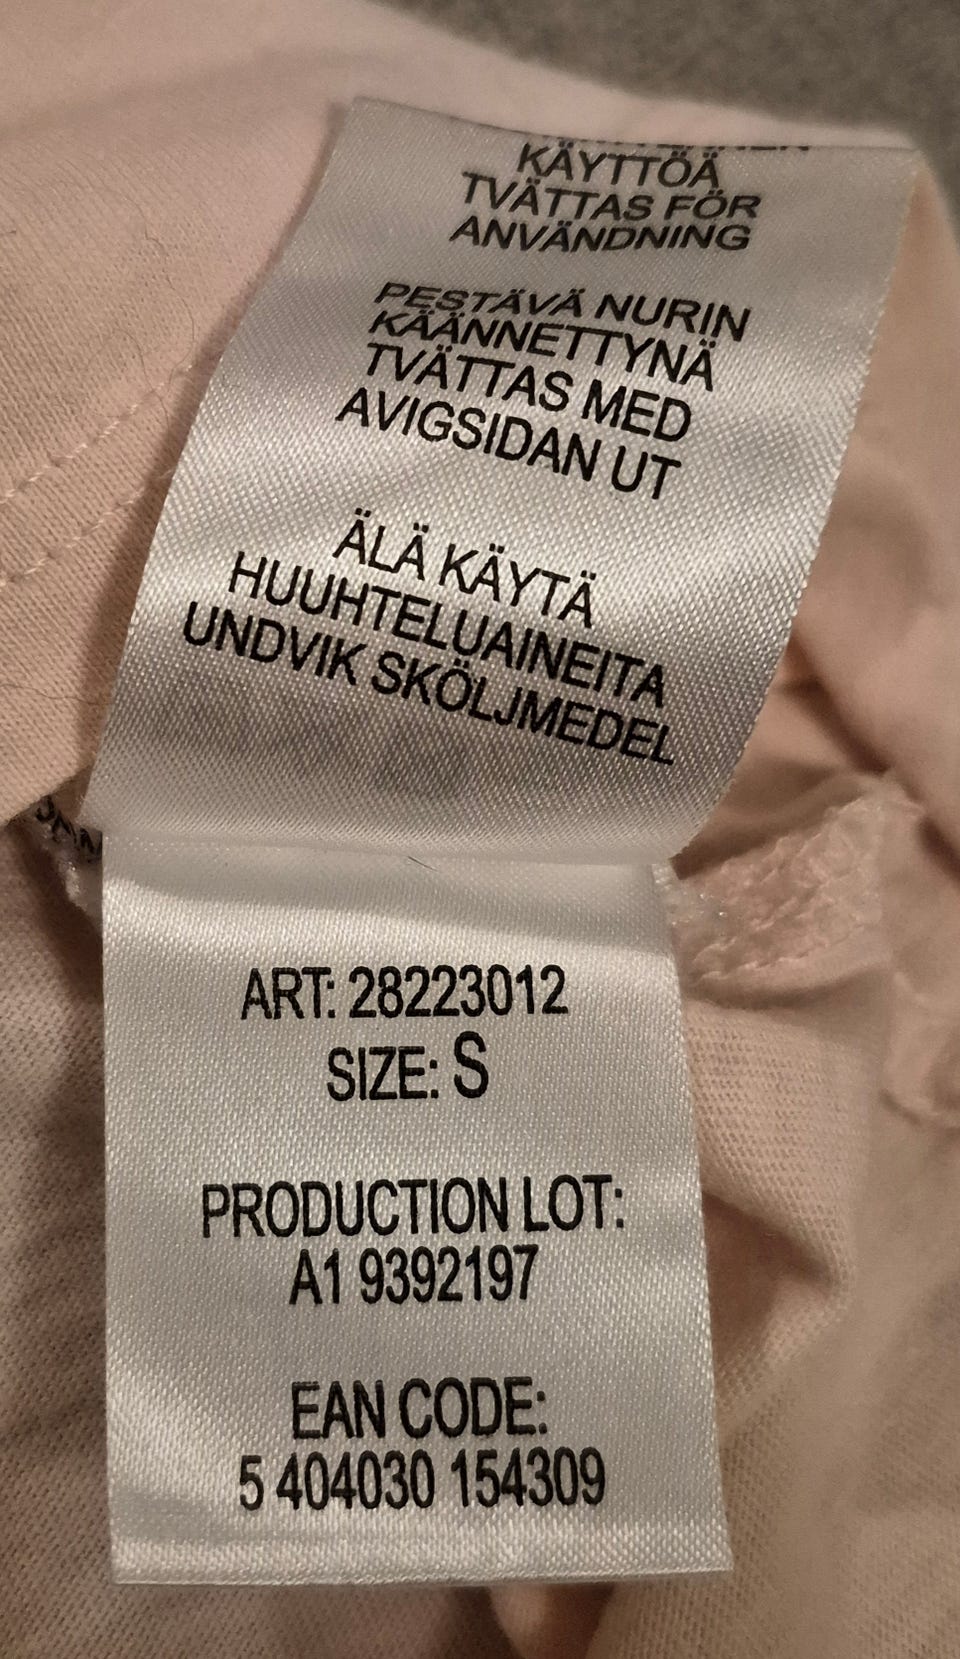 KÄYTTÖÄ
TVÄTTAS FÖR
ANVÄNDNING
PESTÄVÄ NURIN
KÄÄNNETTYNÄ
TVÄTTAS MED
AVIGSIDAN UT
ÄLÄ KÄYTÄ
HUUHTELUAINEITA
UNDVIK SKÖLJMEDEL
ART: 28223012
SIZE: S
PRODUCTION LOT:
A1 9392197
EAN CODE:
5 404030 154309